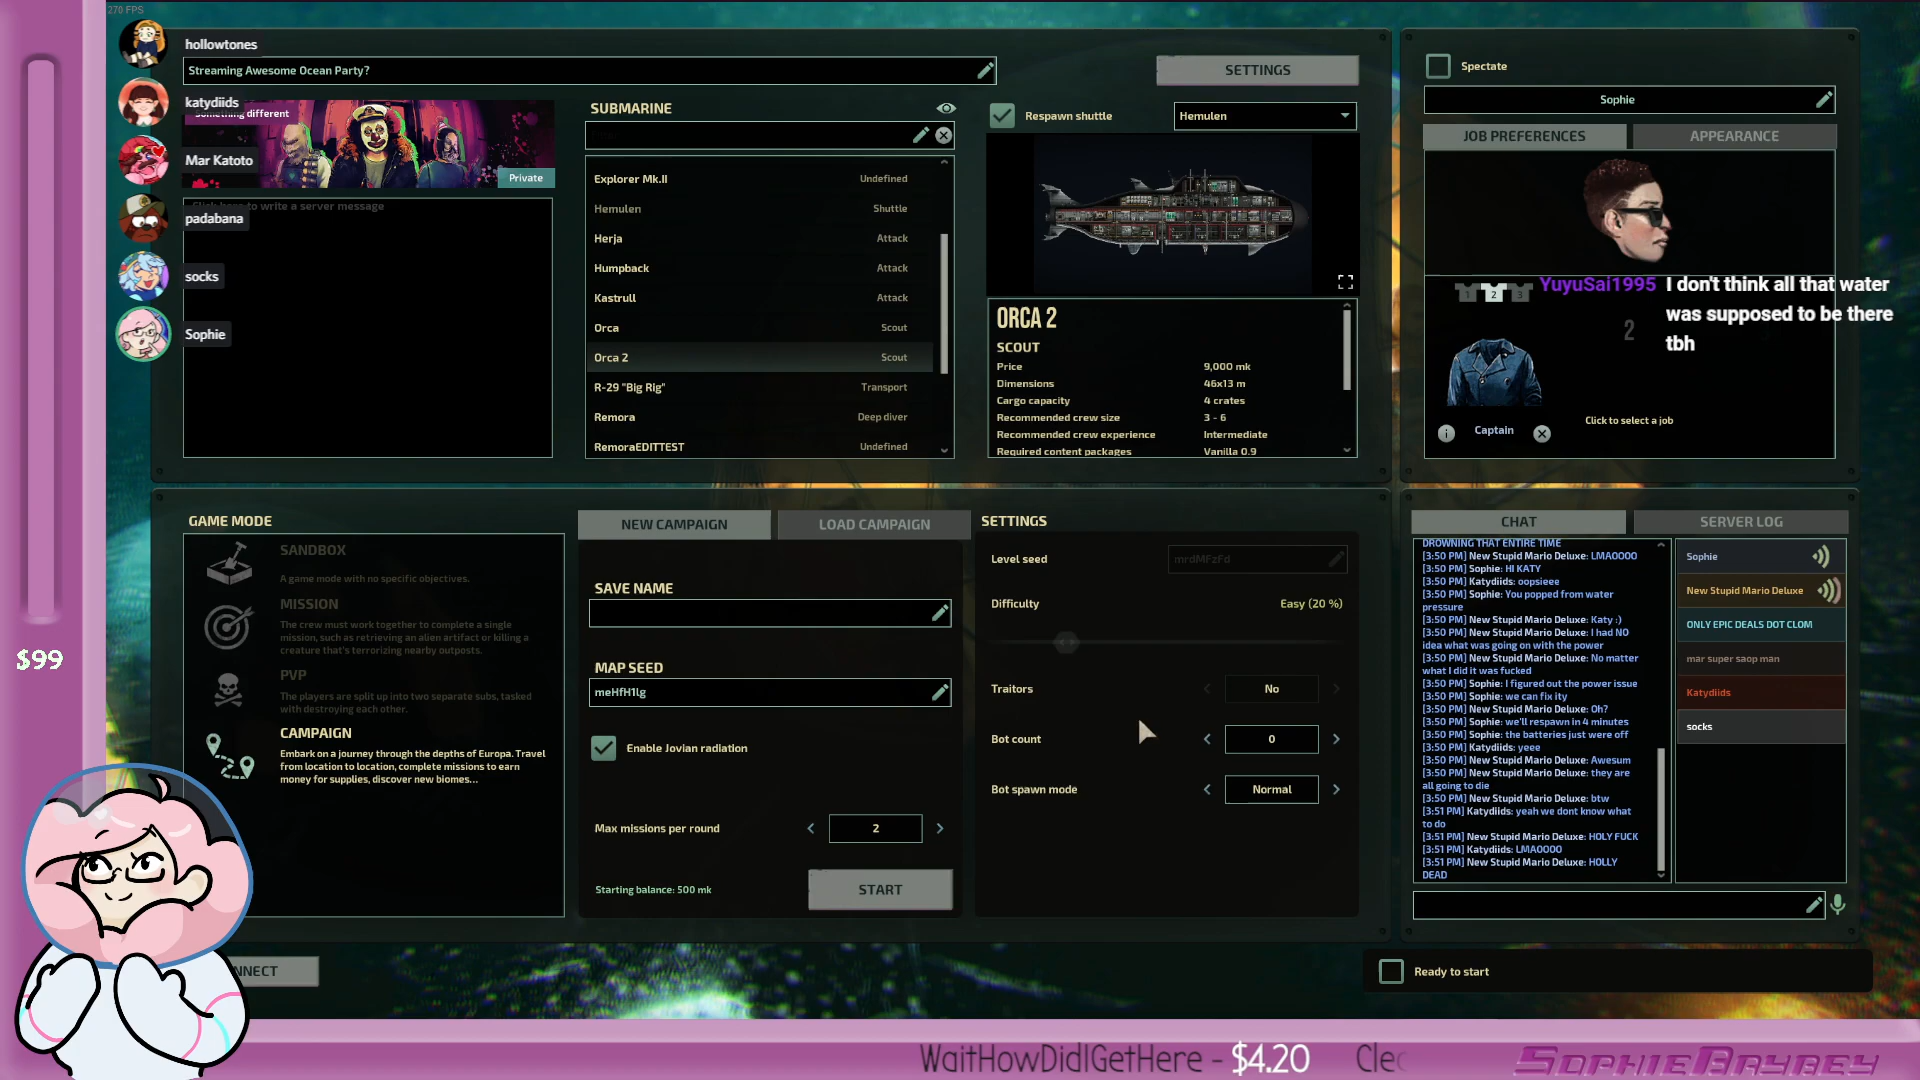 270 FPS
hollowtones
Streaming Awesome Ocean Party?
katydiids
something different
Mar Katoto
Private
Click here to write a server message
padabana
socks
Sophie
SUBMARINE
Explorer Mk.II Undefined
Hemulen Shuttle
Herja Attack
Humpback Attack
Kastrull Attack
Orca Scout
Orca 2 Scout
R-29 "Big Rig" Transport
Remora Deep diver
RemoraEDITTEST Undefined
SETTINGS
Respawn shuttle Hemulen
ORCA 2
SCOUT
Price 9,000 mk
Dimensions 46x13 m
Cargo capacity 4 crates
Recommended crew size 3 - 6
Recommended crew experience Intermediate
Required content packages Vanilla 0.9
Spectate
Sophie
JOB PREFERENCES APPEARANCE
1 2 3
2
YuyuSai1995 I don't think all that water
was supposed to be there
tbh
Captain
Click to select a job
GAME MODE
SANDBOX
A game mode with no specific objectives.
MISSION
The crew must work together to complete a single
mission, such as retrieving an alien artifact or killing a
creature that's terrorizing nearby outposts.
PVP
The players are split up into two separate subs, tasked
with destroying each other.
CAMPAIGN
Embark on a journey through the depths of Europa. Travel
from location to location, complete missions to earn
money for supplies, discover new biomes...
NEW CAMPAIGN LOAD CAMPAIGN
SAVE NAME
MAP SEED
meHfH1lg
Enable Jovian radiation
Max missions per round 2
Starting balance: 500 mk START
SETTINGS
Level seed mrdMFzFd
Difficulty Easy (20 %)
Traitors No
Bot count 0
Bot spawn mode Normal
CHAT SERVER LOG
DROWNING THAT ENTIRE TIME
[3:50 PM] New Stupid Mario Deluxe: LMAOOOO
[3:50 PM] Sophie: HI KATY
[3:50 PM] Katydiids: oopsieee
[3:50 PM] Sophie: You popped from water
pressure
[3:50 PM] New Stupid Mario Deluxe: Katy :)
[3:50 PM] New Stupid Mario Deluxe: I had NO
idea what was going on with the power
[3:50 PM] New Stupid Mario Deluxe: No matter
what I did it was fucked
[3:50 PM] Sophie: I figured out the power issue
[3:50 PM] Sophie: we can fix ity
[3:50 PM] New Stupid Mario Deluxe: Oh?
[3:50 PM] Sophie: we'll respawn in 4 minutes
[3:50 PM] Sophie: the batteries just were off
[3:50 PM] Katydiids: yeee
[3:50 PM] New Stupid Mario Deluxe: Awesum
[3:50 PM] New Stupid Mario Deluxe: they are
all going to die
[3:50 PM] New Stupid Mario Deluxe: btw
[3:51 PM] Katydiids: yeah we dont know what
to do
[3:51 PM] New Stupid Mario Deluxe: HOLY FUCK
[3:51 PM] Katydiids: LMAOOOO
[3:51 PM] New Stupid Mario Deluxe: HOLLY
DEAD
Sophie
New Stupid Mario Deluxe
ONLY EPIC DEALS DOT CLOM
mar super saop man
Katydiids
socks
Ready to start
$99
NNECT
WaitHowDidIGetHere - $4.20 Cle
SOPHIEBAYBEY